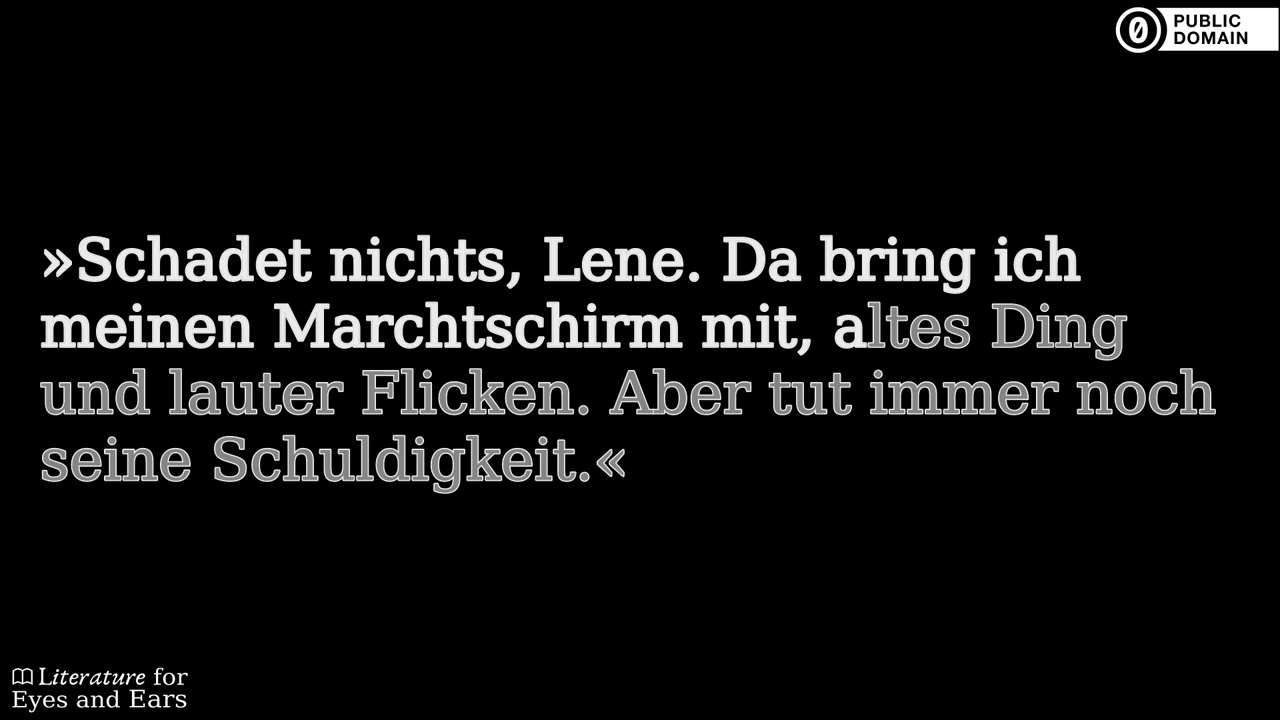 PUBLIC
DOMAIN
»Schadet nichts, Lene. Da bring ich
meinen Marchtschirm mit, altes Ding
und lauter Flicken. Aber tut immer noch
seine Schuldigkeit.«
Literature for
Eyes and Ears